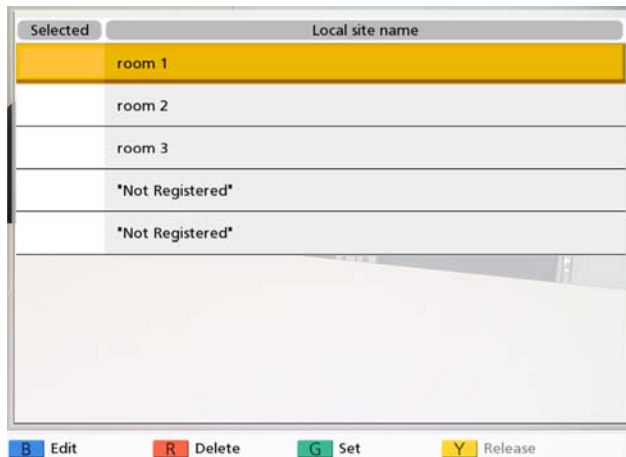 Selected Local site name
room 1
room 2
room 3
"Not Registered"
"Not Registered"
B Edit R Delete G Set Y Release